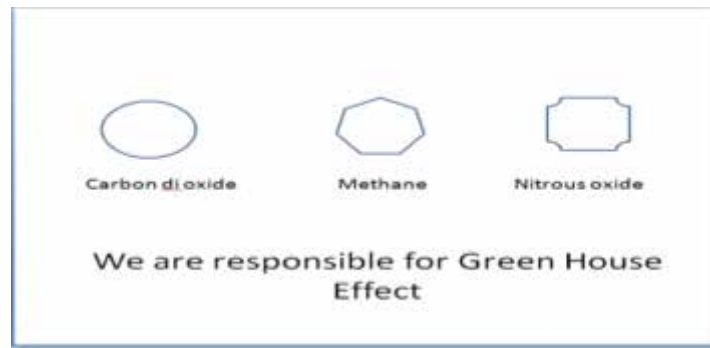 Carbon di oxide Methane Nitrous oxide
We are responsible for Green House
Effect